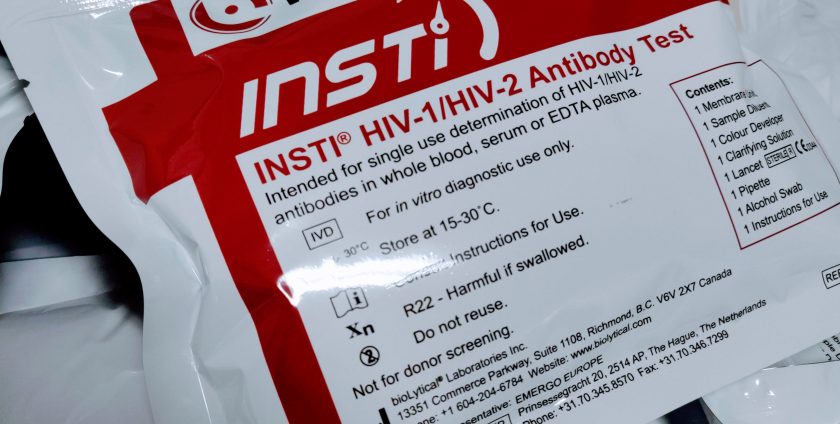 INSTI
INSTI® HIV-1/HIV-2 Antibody Test
Intended for single use determination of HIV-1/HIV-2
antibodies in whole blood, serum or EDTA plasma.
IVD
For in vitro diagnostic use only.
30°C
Store at 15-30°C.
Instructions for Use.
Xn
R22 - Harmful if swallowed.
2
Do not reuse.
Not for donor screening.
bioLytical® Laboratories Inc.
13351 Commerce Parkway, Suite 1108, Richmond, B.C. V6V 2X7 Canada
Phone: +1 604-204-6784 Website: www.biolytical.com
EMERGO EUROPE
Prinsessegracht 20, 2514 AP, The Hague, The Netherlands
Phone: +31.70.345.8570 Fax: +31.70.346.7299
Contents:
1 Membrane Unit
1 Sample Diluent
1 Colour Developer
1 Clarifying Solution
1 Lancet STERILE R CE
1 Pipette
1 Alcohol Swab
1 Instructions for Use